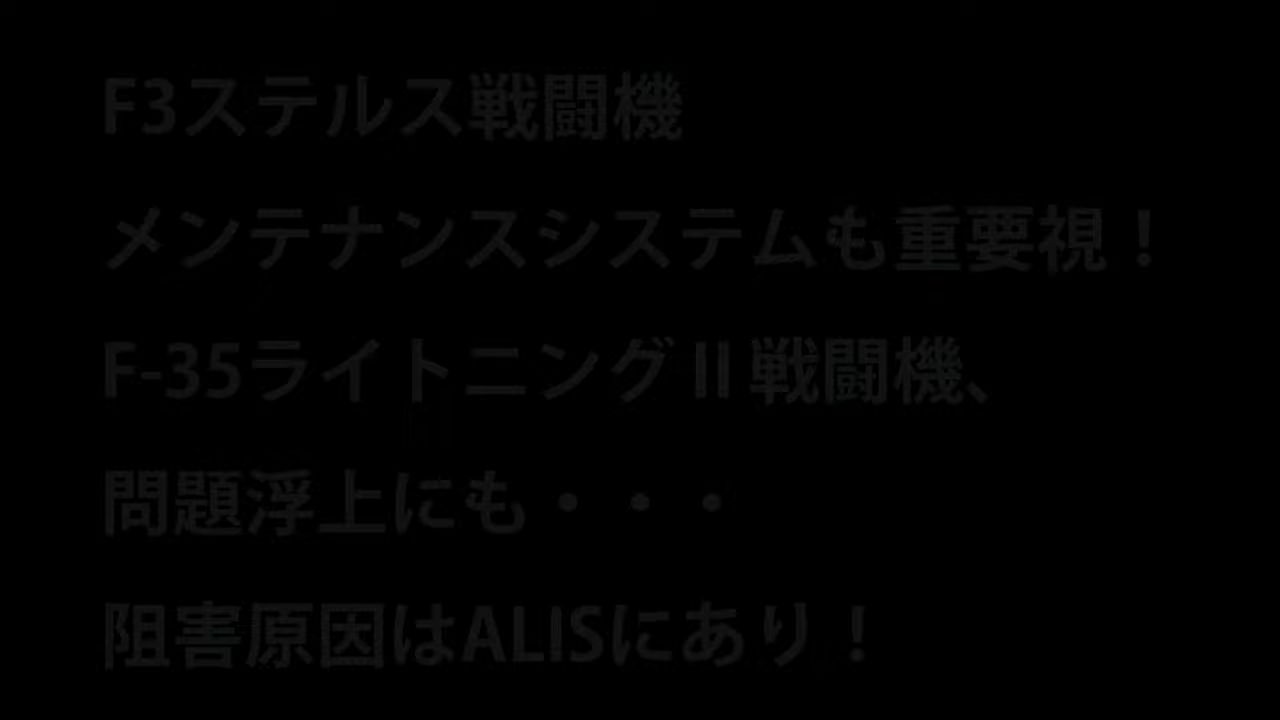 F3ステルス戦闘機
メンテナンスシステムも重要視！
F-35ライトニングⅡ戦闘機、
問題浮上にも・・・
阻害原因はALISにあり！